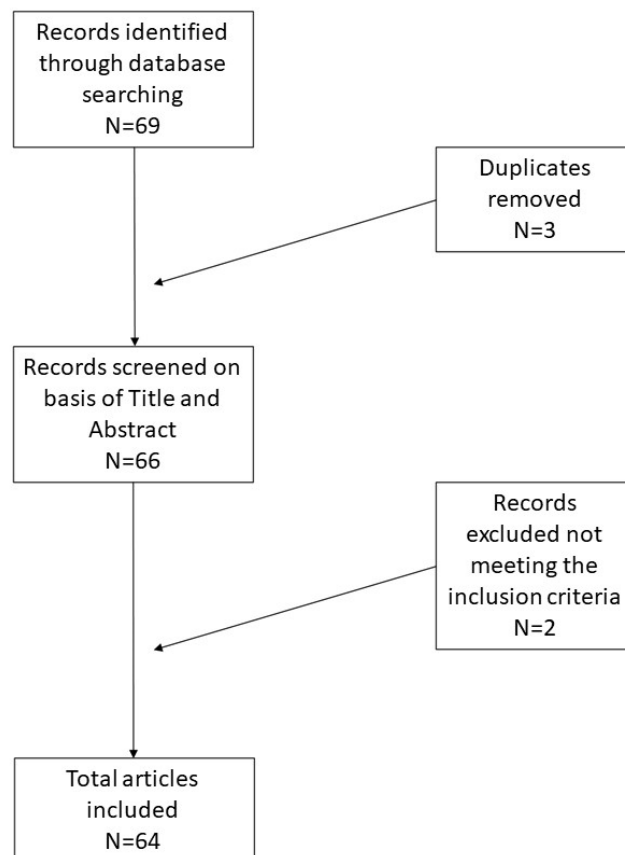 Records identified
through database
searching
N=69
Duplicates
removed
N=3
Records screened on
basis of Title and
Abstract
N=66
Records
excluded not
meeting the
inclusion criteria
N=2
Total articles
included
N=64